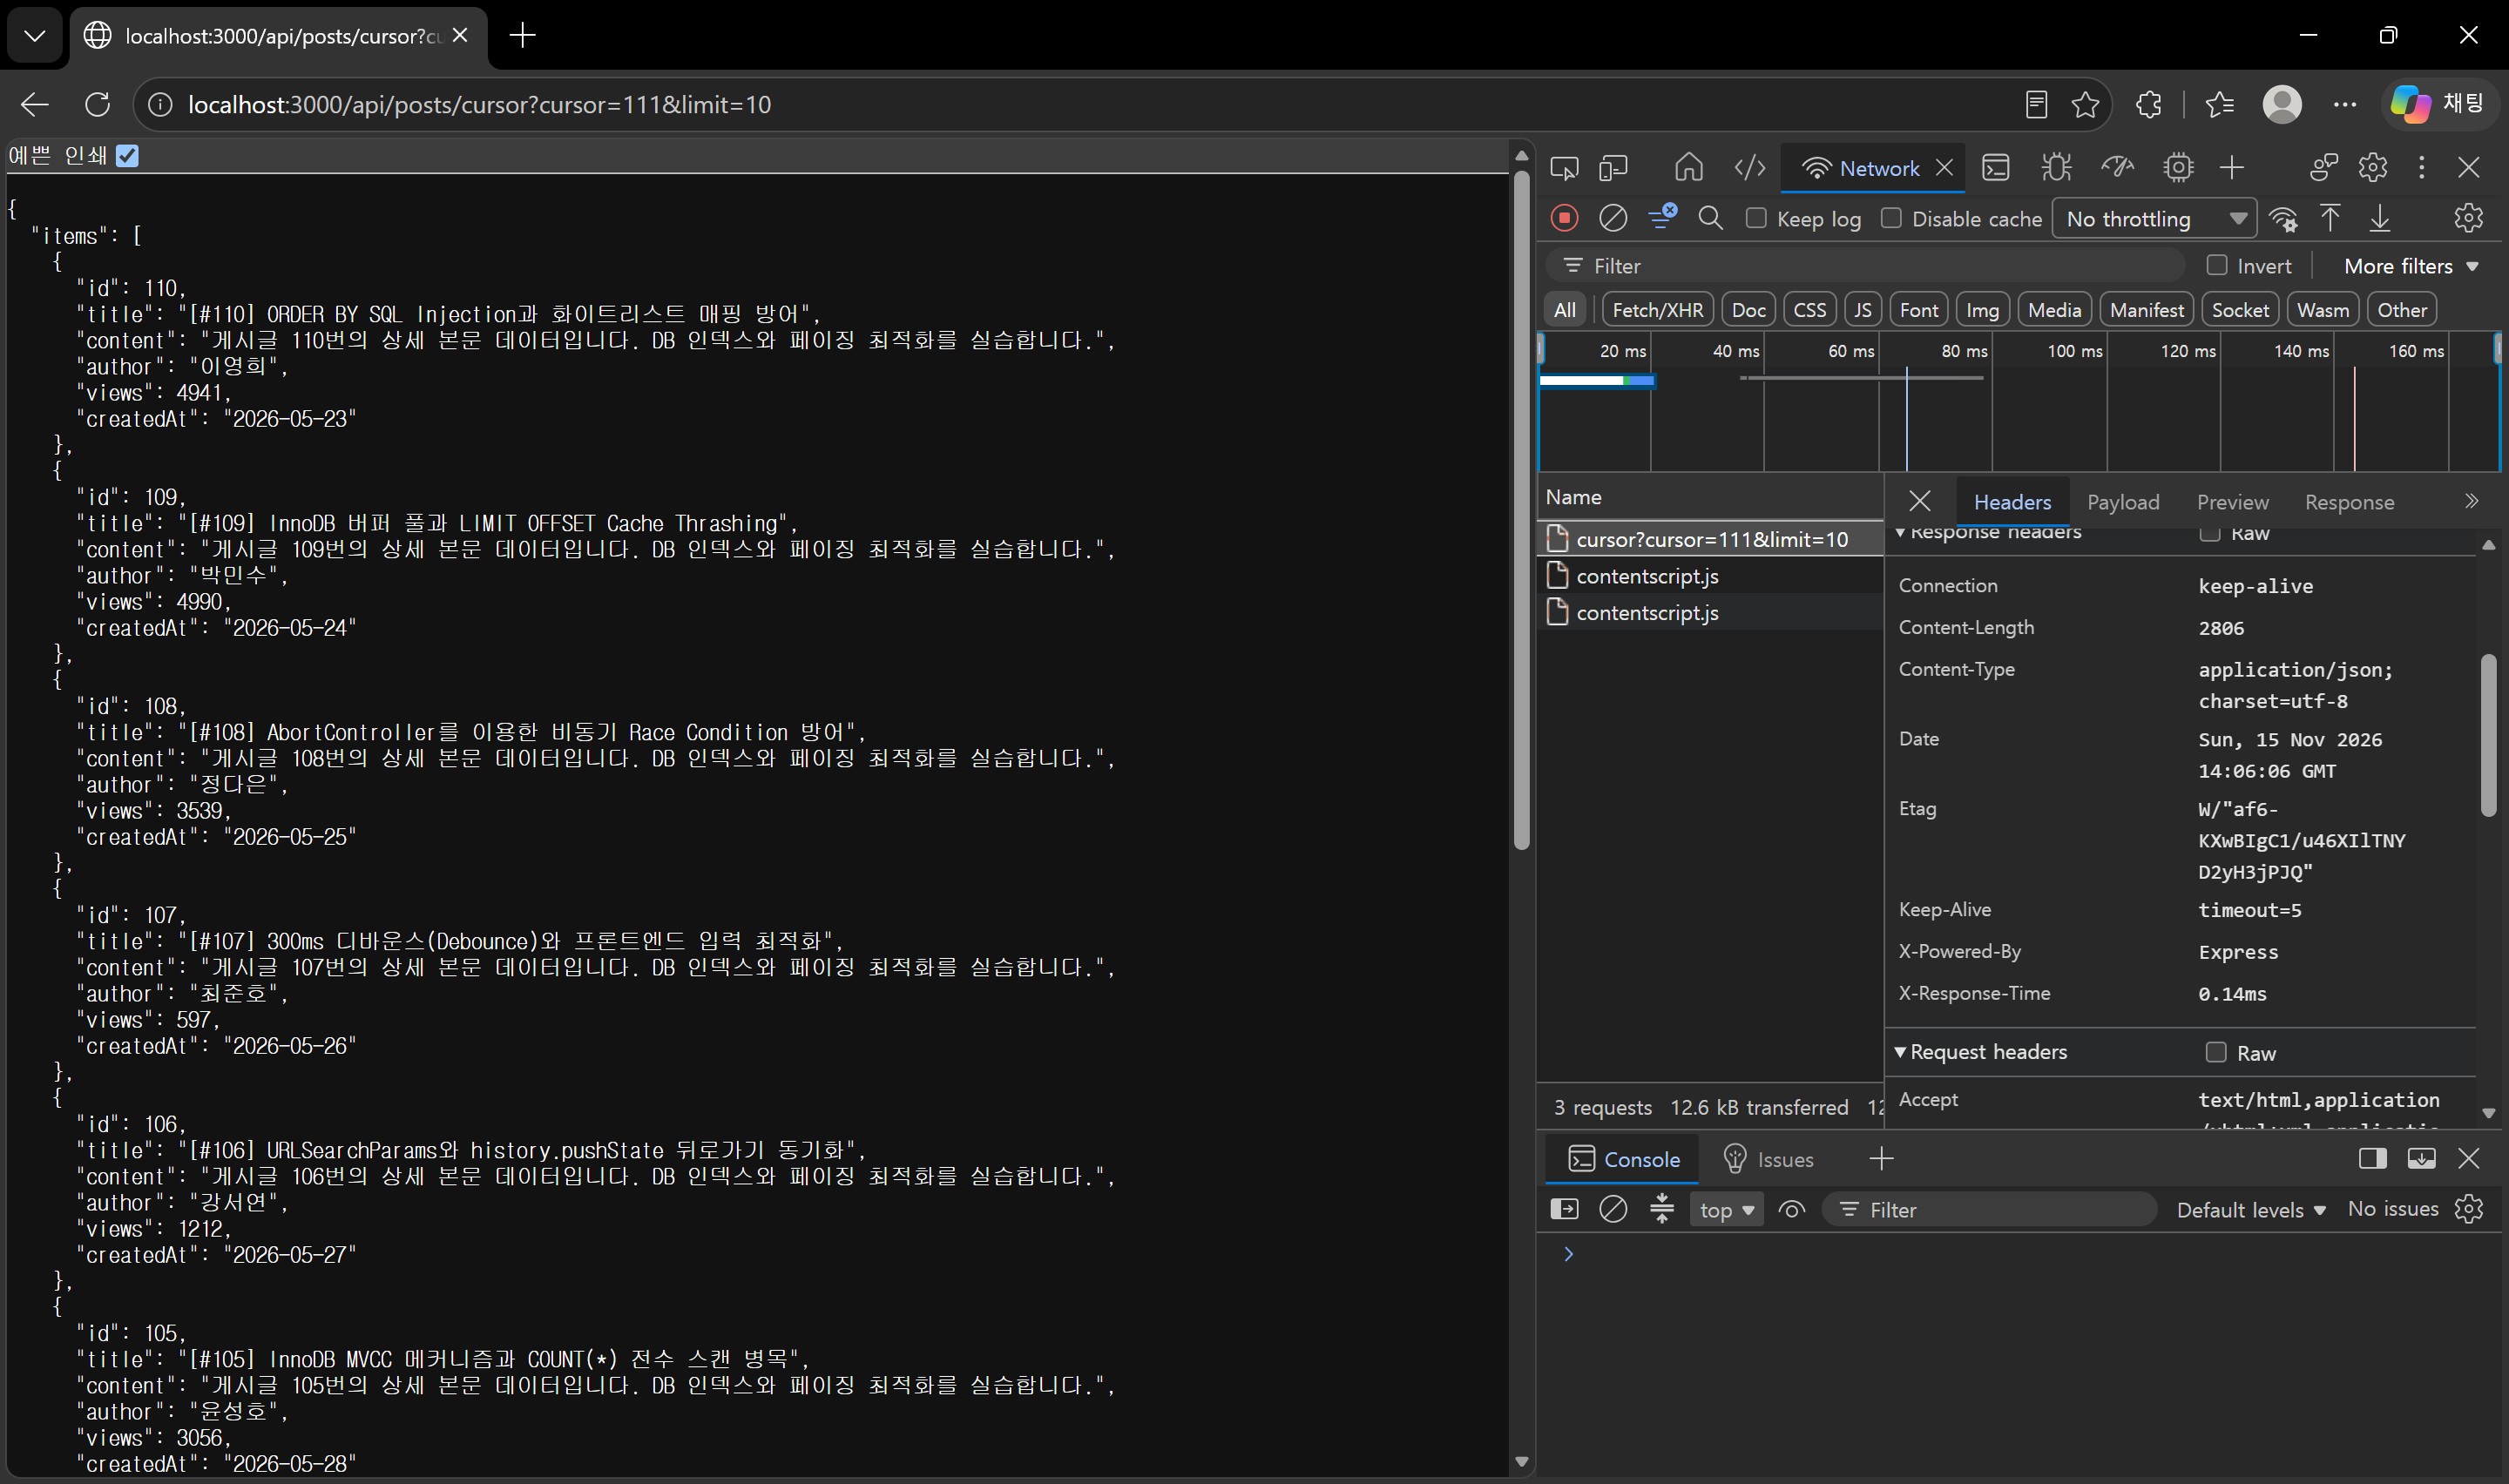 localhost:3000/api/posts/cursor?cu
localhost:3000/api/posts/cursor?cursor=111&limit=10
채팅
예쁜 인쇄
{
"items": [
{
"id": 110,
"title": "[#110] ORDER BY SQL Injection과 화이트리스트 매핑 방어",
"content": "게시글 110번의 상세 본문 데이터입니다. DB 인덱스와 페이징 최적화를 실습합니다.",
"author": "이영희",
"views": 4941,
"createdAt": "2026-05-23"
},
{
"id": 109,
"title": "[#109] InnoDB 버퍼 풀과 LIMIT OFFSET Cache Thrashing",
"content": "게시글 109번의 상세 본문 데이터입니다. DB 인덱스와 페이징 최적화를 실습합니다.",
"author": "박민수",
"views": 4990,
"createdAt": "2026-05-24"
},
{
"id": 108,
"title": "[#108] AbortController를 이용한 비동기 Race Condition 방어",
"content": "게시글 108번의 상세 본문 데이터입니다. DB 인덱스와 페이징 최적화를 실습합니다.",
"author": "정다은",
"views": 3539,
"createdAt": "2026-05-25"
},
{
"id": 107,
"title": "[#107] 300ms 디바운스(Debounce)와 프론트엔드 입력 최적화",
"content": "게시글 107번의 상세 본문 데이터입니다. DB 인덱스와 페이징 최적화를 실습합니다.",
"author": "최준호",
"views": 597,
"createdAt": "2026-05-26"
},
{
"id": 106,
"title": "[#106] URLSearchParams와 history.pushState 뒤로가기 동기화",
"content": "게시글 106번의 상세 본문 데이터입니다. DB 인덱스와 페이징 최적화를 실습합니다.",
"author": "강서연",
"views": 1212,
"createdAt": "2026-05-27"
},
{
"id": 105,
"title": "[#105] InnoDB MVCC 메커니즘과 COUNT(*) 전수 스캔 병목",
"content": "게시글 105번의 상세 본문 데이터입니다. DB 인덱스와 페이징 최적화를 실습합니다.",
"author": "윤성호",
"views": 3056,
"createdAt": "2026-05-28"
Network
Keep log Disable cache No throttling
Filter Invert More filters
All Fetch/XHR Doc CSS JS Font Img Media Manifest Socket Wasm Other
20 ms 40 ms 60 ms 80 ms 100 ms 120 ms 140 ms 160 ms
Name
cursor?cursor=111&limit=10
contentscript.js
contentscript.js
3 requests 12.6 kB transferred 12
Headers Payload Preview Response
Response headers Raw
Connection keep-alive
Content-Length 2806
Content-Type application/json;
charset=utf-8
Date Sun, 15 Nov 2026
14:06:06 GMT
Etag W/"af6-
KXwBIgC1/u46XIlTNY
D2yH3jPJQ"
Keep-Alive timeout=5
X-Powered-By Express
X-Response-Time 0.14ms
Request headers Raw
Accept text/html,application
Console Issues
top Filter Default levels No issues